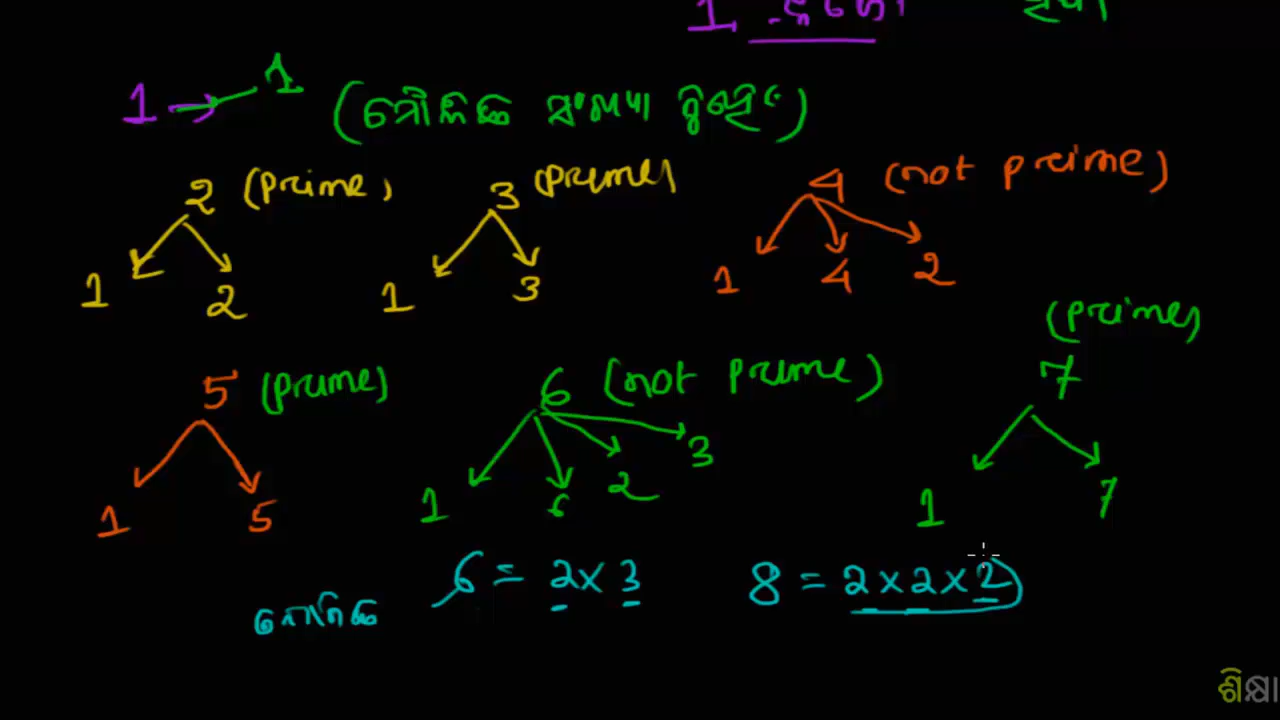 1
1 → 1 (ମୌଳିକ ସଂଖ୍ୟା ନୁହେଁ)
2 (prime) 3 (prime) 4 (not prime)
1 2 1 3 1 4 2
(prime)
5 (prime) 6 (not prime) 7
1 5 1 6 2 3 1 7
6 = 2 × 3 8 = 2 × 2 × 2
ମୌଳିକ
ଶିକ୍ଷା